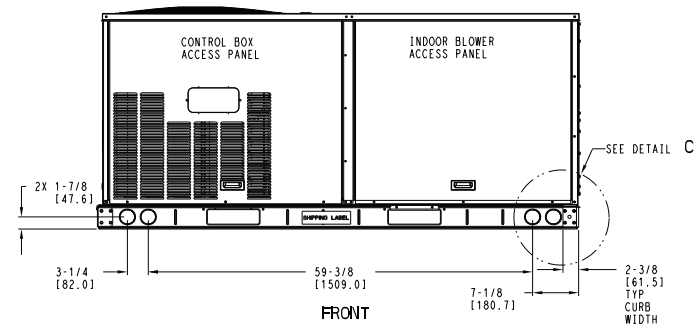 CONTROL BOX
ACCESS PANEL
INDOOR BLOWER
ACCESS PANEL
SEE DETAIL C
2X 1-7/8
[47.6]
SHIPPING LABEL
3-1/4
[82.0]
59-3/8
[1509.0]
7-1/8
[180.7]
2-3/8
[61.5]
TYP
CURB
WIDTH
FRONT